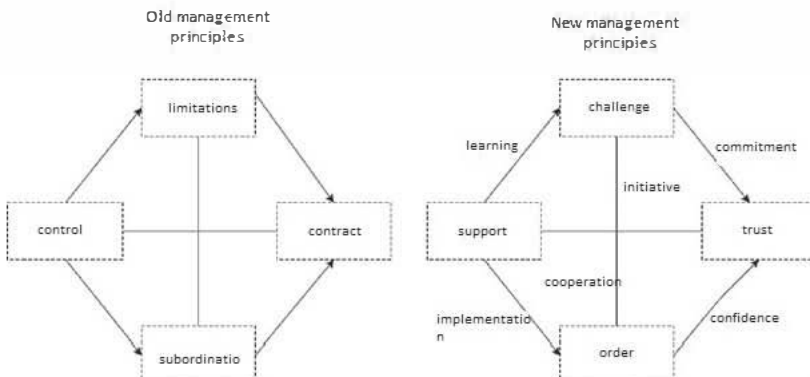 Old management
principles
New management
principles
limitations
challenge
learning
commitment
initiative
control
contract
support
trust
cooperation
implementatio
n
confidence
subordinatio
order